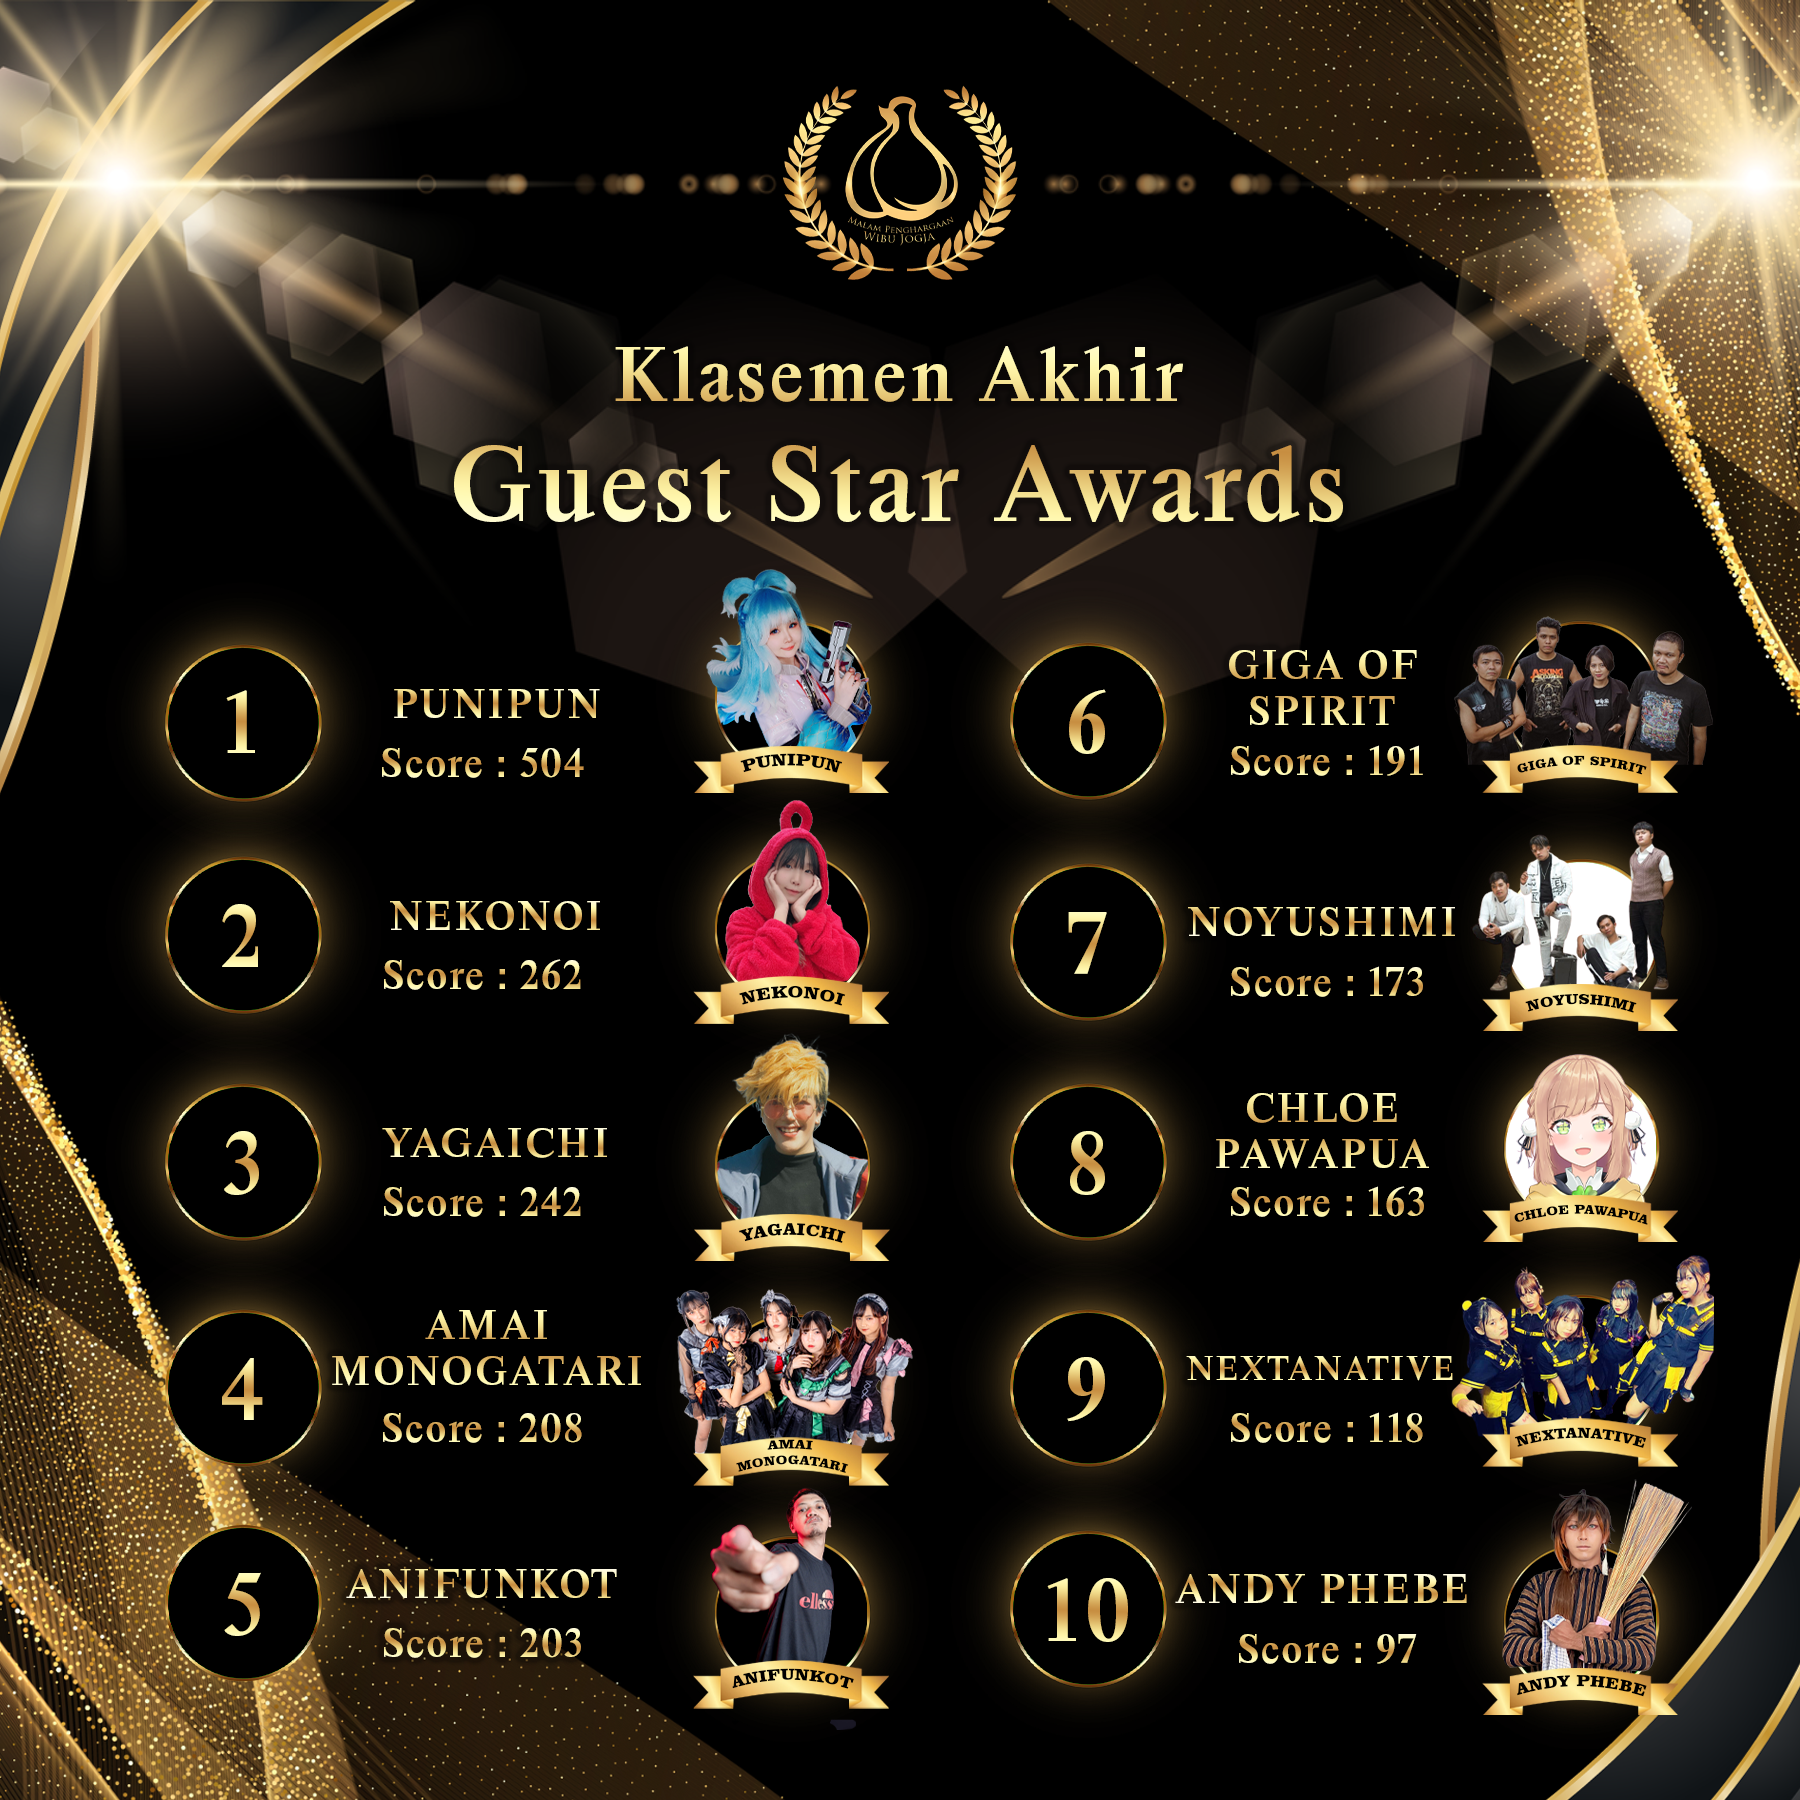 MALAM PENGHARGAAN
WIBU JOGJA
Klasemen Akhir
Guest Star Awards
1
PUNIPUN
Score : 504
PUNIPUN
2
NEKONOI
Score : 262
NEKONOI
3
YAGAICHI
Score : 242
YAGAICHI
4
AMAI
MONOGATARI
Score : 208
AMAI
MONOGATARI
5
ANIFUNKOT
Score : 203
ellesse
ANIFUNKOT
6
GIGA OF
SPIRIT
Score : 191
ASKING
GIGA OF SPIRIT
7
NOYUSHIMI
Score : 173
NOYUSHIMI
8
CHLOE
PAWAPUA
Score : 163
CHLOE PAWAPUA
9
NEXTANATIVE
Score : 118
NEXTANATIVE
10
ANDY PHEBE
Score : 97
ANDY PHEBE